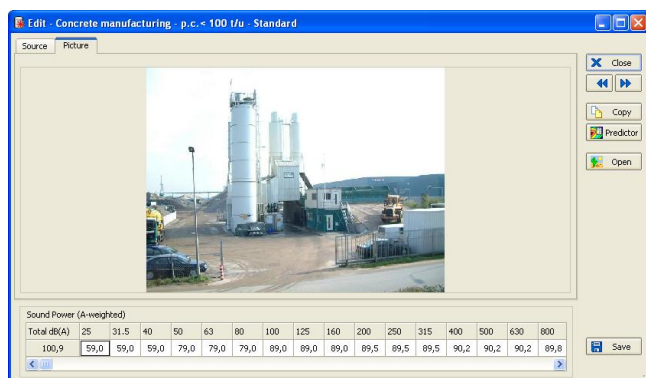 Edit - Concrete manufacturing - p.c. < 100 t/u - Standard
Source Picture
Close
Copy
Predictor
Open
Sound Power (A-weighted)
Total dB(A) 25 31.5 40 50 63 80 100 125 160 200 250 315 400 500 630 800
100,9 59,0 59,0 59,0 79,0 79,0 79,0 89,0 89,0 89,0 89,5 89,5 89,5 90,2 90,2 90,2 89,8
Save